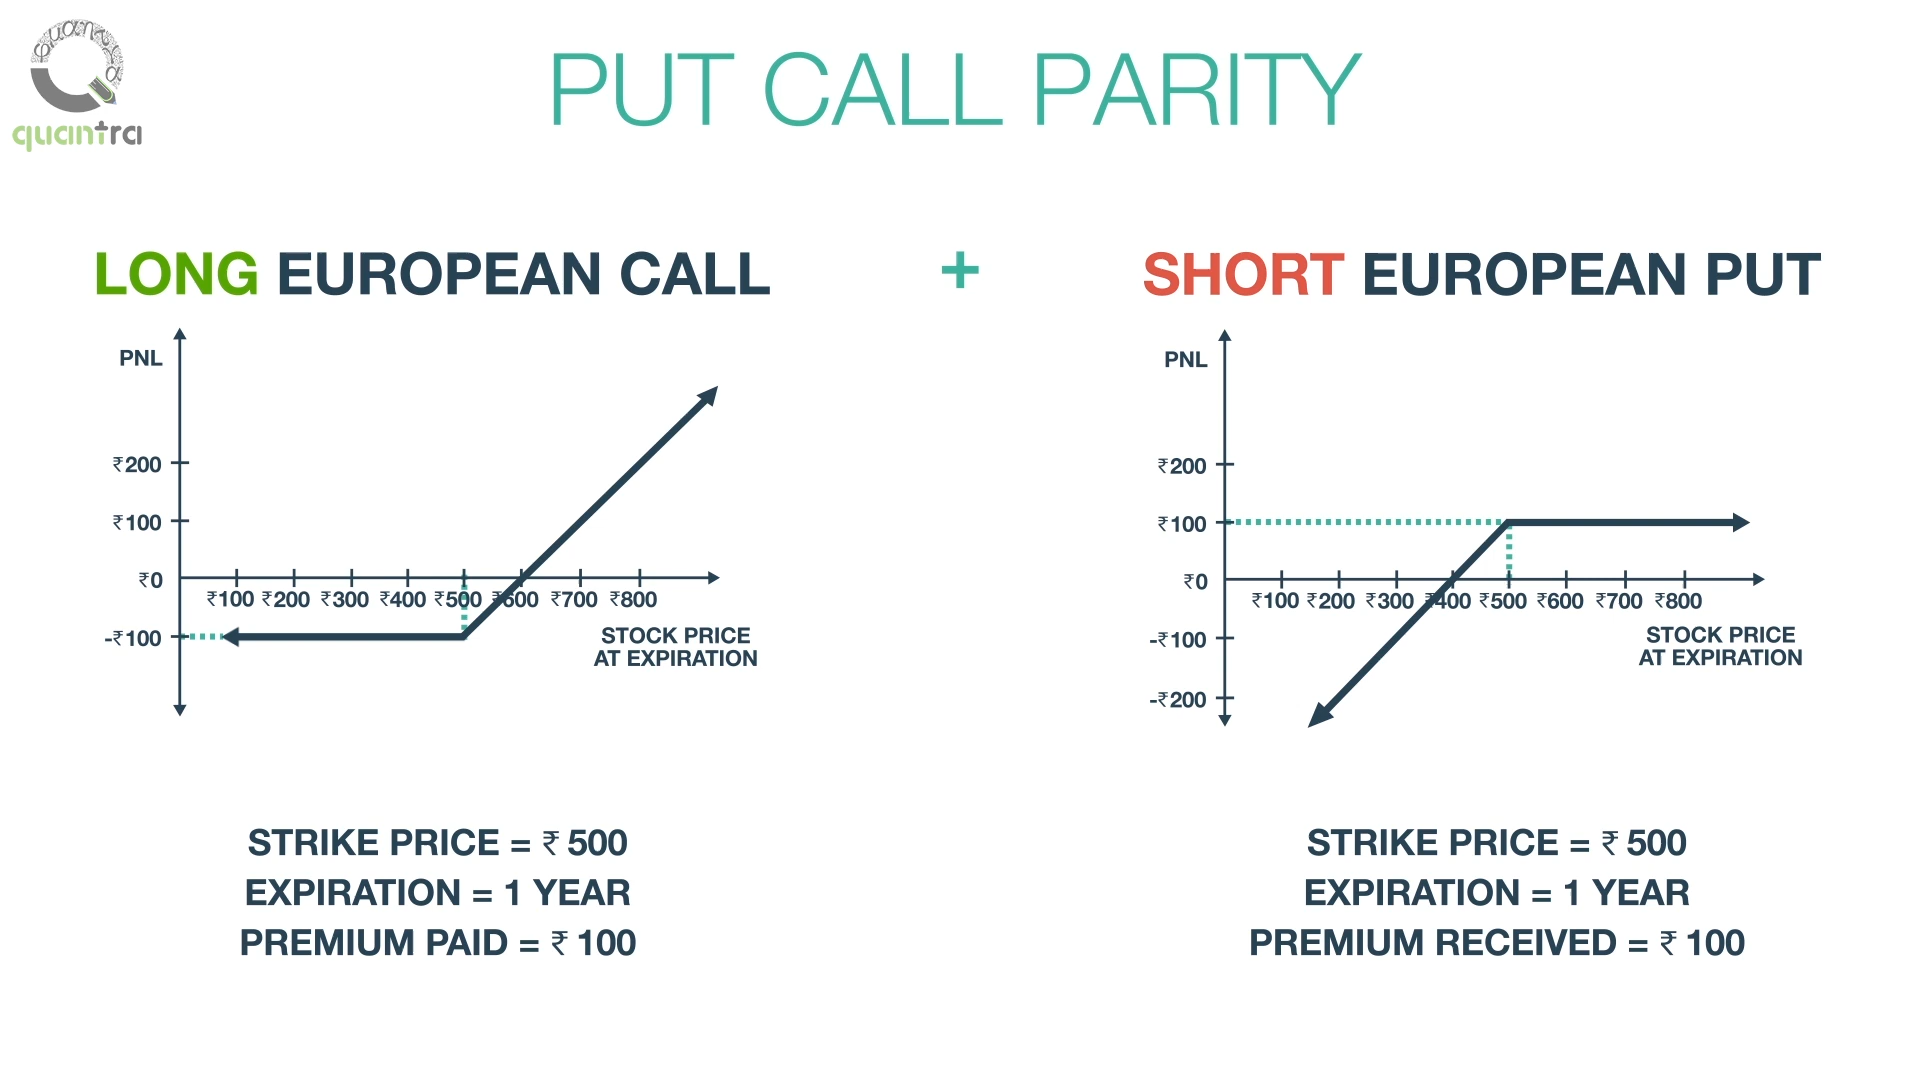 quantra
quantra
PUT CALL PARITY
LONG EUROPEAN CALL
+
SHORT EUROPEAN PUT
PNL
₹200
₹100
₹0
-₹100
₹100 ₹200 ₹300 ₹400 ₹500 ₹600 ₹700 ₹800
STOCK PRICE
AT EXPIRATION
PNL
₹200
₹100
₹0
-₹100
-₹200
₹100 ₹200 ₹300 ₹400 ₹500 ₹600 ₹700 ₹800
STOCK PRICE
AT EXPIRATION
STRIKE PRICE = ₹ 500
EXPIRATION = 1 YEAR
PREMIUM PAID = ₹ 100
STRIKE PRICE = ₹ 500
EXPIRATION = 1 YEAR
PREMIUM RECEIVED = ₹ 100